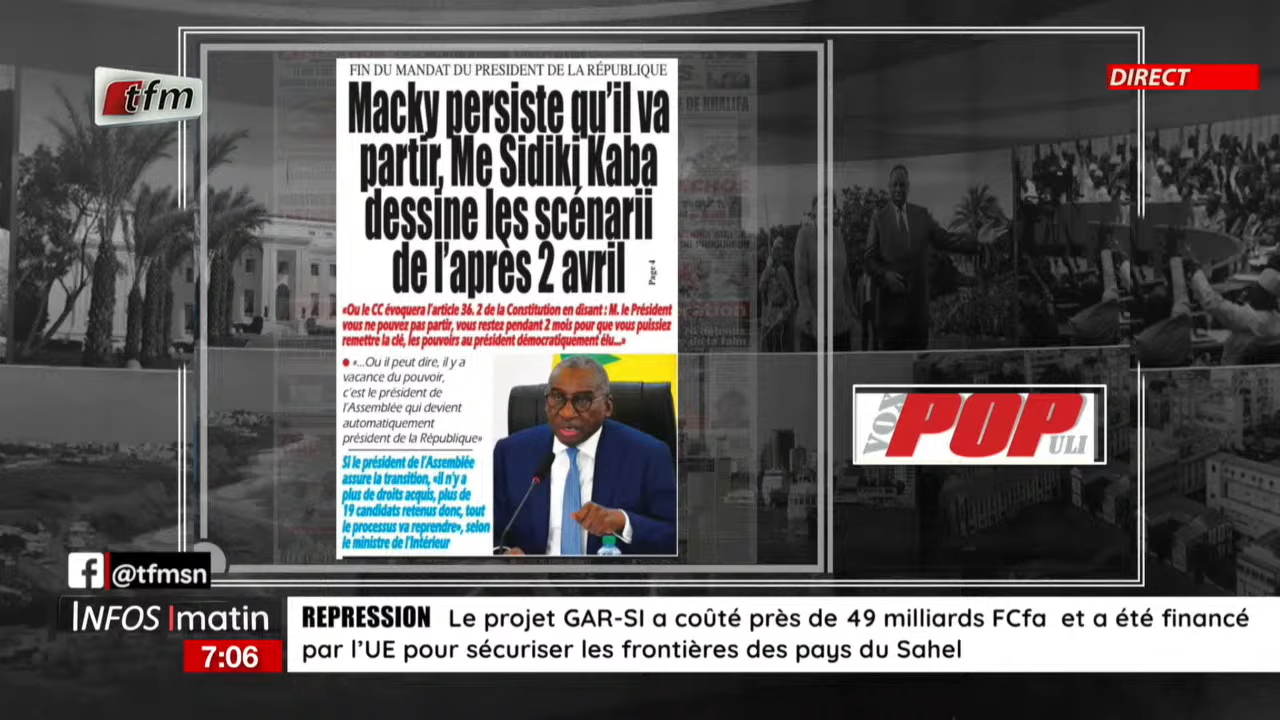 tfm
DIRECT
FIN DU MANDAT DU PRESIDENT DE LA RÉPUBLIQUE
Macky persiste qu'il va
partir, Me Sidiki Kaba
dessine les scénarii
de l'après 2 avril
Page 4
«Ou le CC évoquera l'article 36. 2 de la Constitution en disant : M. le Président
vous ne pouvez pas partir, vous restez pendant 2 mois pour que vous puissiez
remettre la clé, les pouvoirs au président démocratiquement élu...»
«...Ou il peut dire, il y a
vacance du pouvoir,
c'est le président de
l'Assemblée qui devient
automatiquement
président de la République»
Si le président de l'Assemblée
assure la transition, «il n'y a
plus de droits acquis, plus de
19 candidats retenus donc, tout
le processus va reprendre», selon
le ministre de l'Intérieur
VOX POPULI
@tfmsn
INFOS matin
7:06
REPRESSION Le projet GAR-SI a coûté près de 49 milliards FCfa et a été financé
par l'UE pour sécuriser les frontières des pays du Sahel